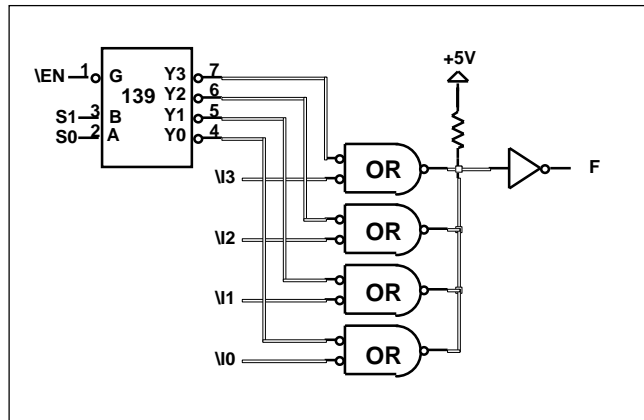 +5V
\EN 1 G Y3 7
139 Y2 6
S1 3 B Y1 5
S0 2 A Y0 4
OR F
\I3
OR
\I2
OR
\I1
OR
\I0